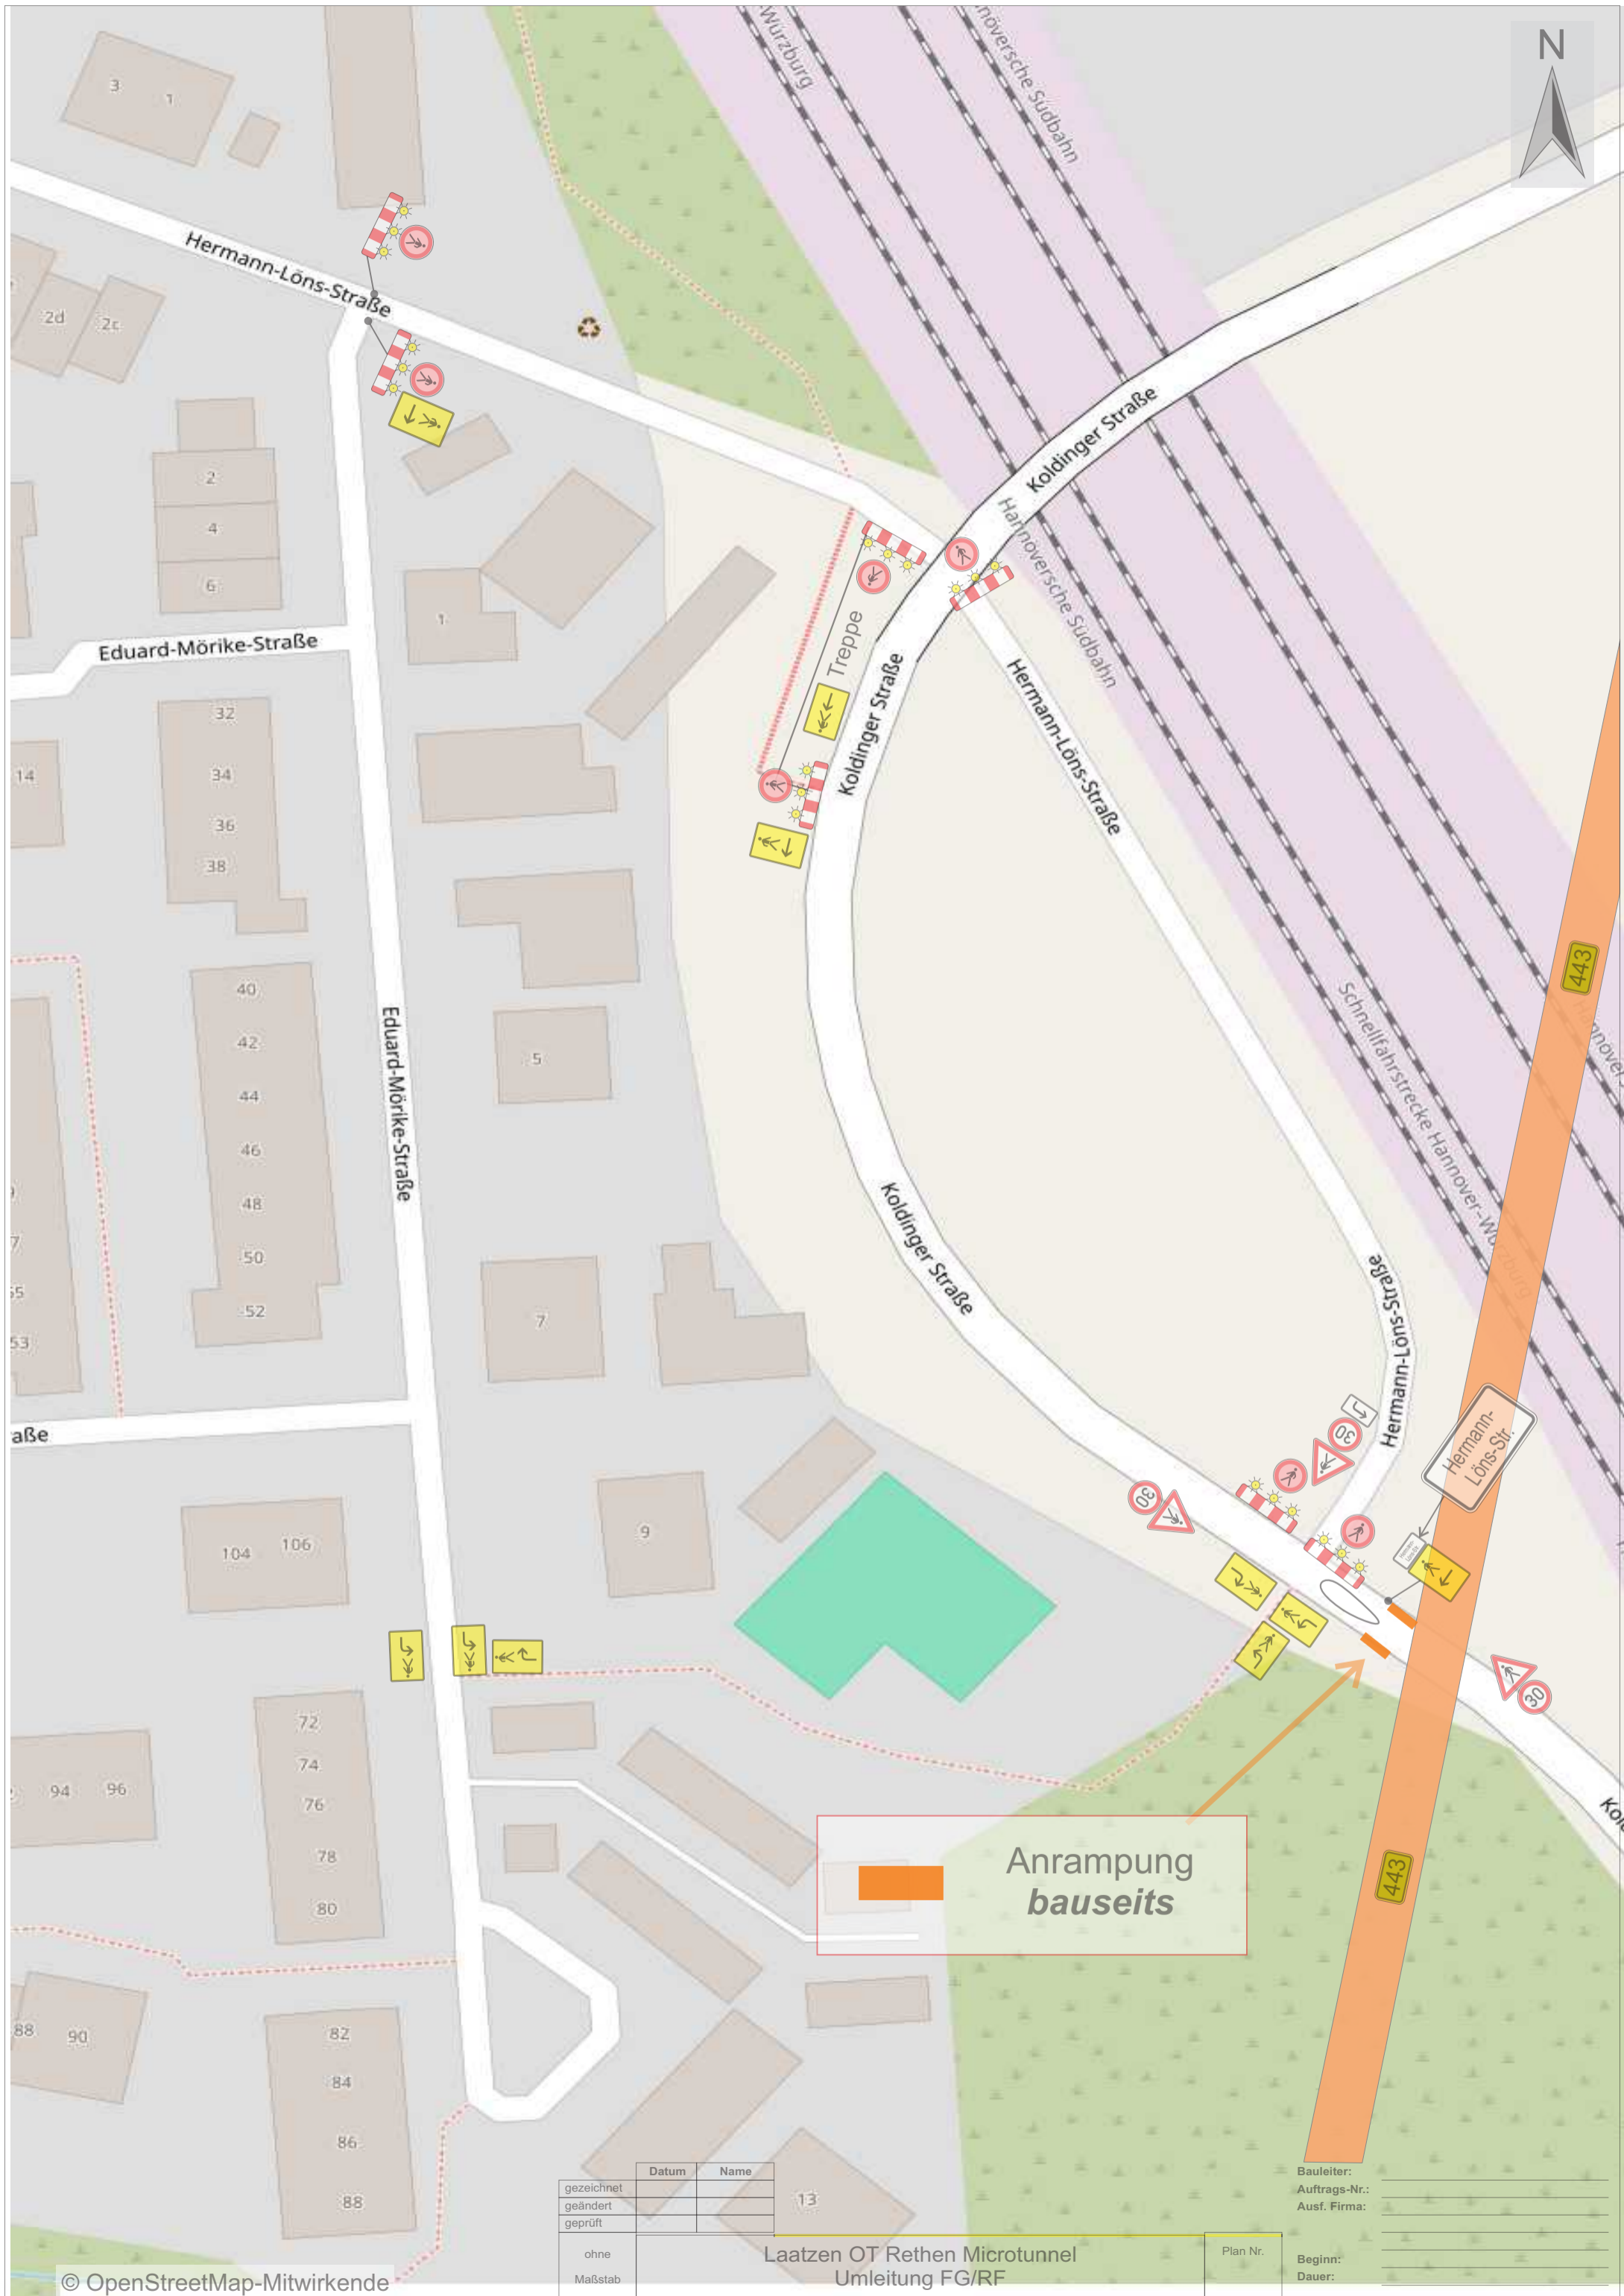 N
Würzburg
növersche Südbahn
3
1
Hermann-Löns-Straße
2d
2c
2
4
6
1
Eduard-Mörike-Straße
Koldinger Straße
Hannoversche Südbahn
Treppe
Koldinger Straße
Hermann-Löns-Straße
32
34
36
38
14
443
40
42
44
46
48
50
52
Eduard-Mörike-Straße
5
7
Koldinger Straße
Schnellfahrstrecke Hannover-Würzburg
Hermann-Löns-Straße
55
53
aße
30
30
Hermann-
Löns-Str.
9
104
106
30
72
74
76
78
80
94
96
443
Anrampung
bauseits
82
84
86
88
88
90
13
Datum
Name
gezeichnet
geändert
geprüft
ohne
Maßstab
Laatzen OT Rethen Microtunnel
Umleitung FG/RF
Plan Nr.
Bauleiter:
Auftrags-Nr.:
Ausf. Firma:
Beginn:
Dauer:
© OpenStreetMap-Mitwirkende